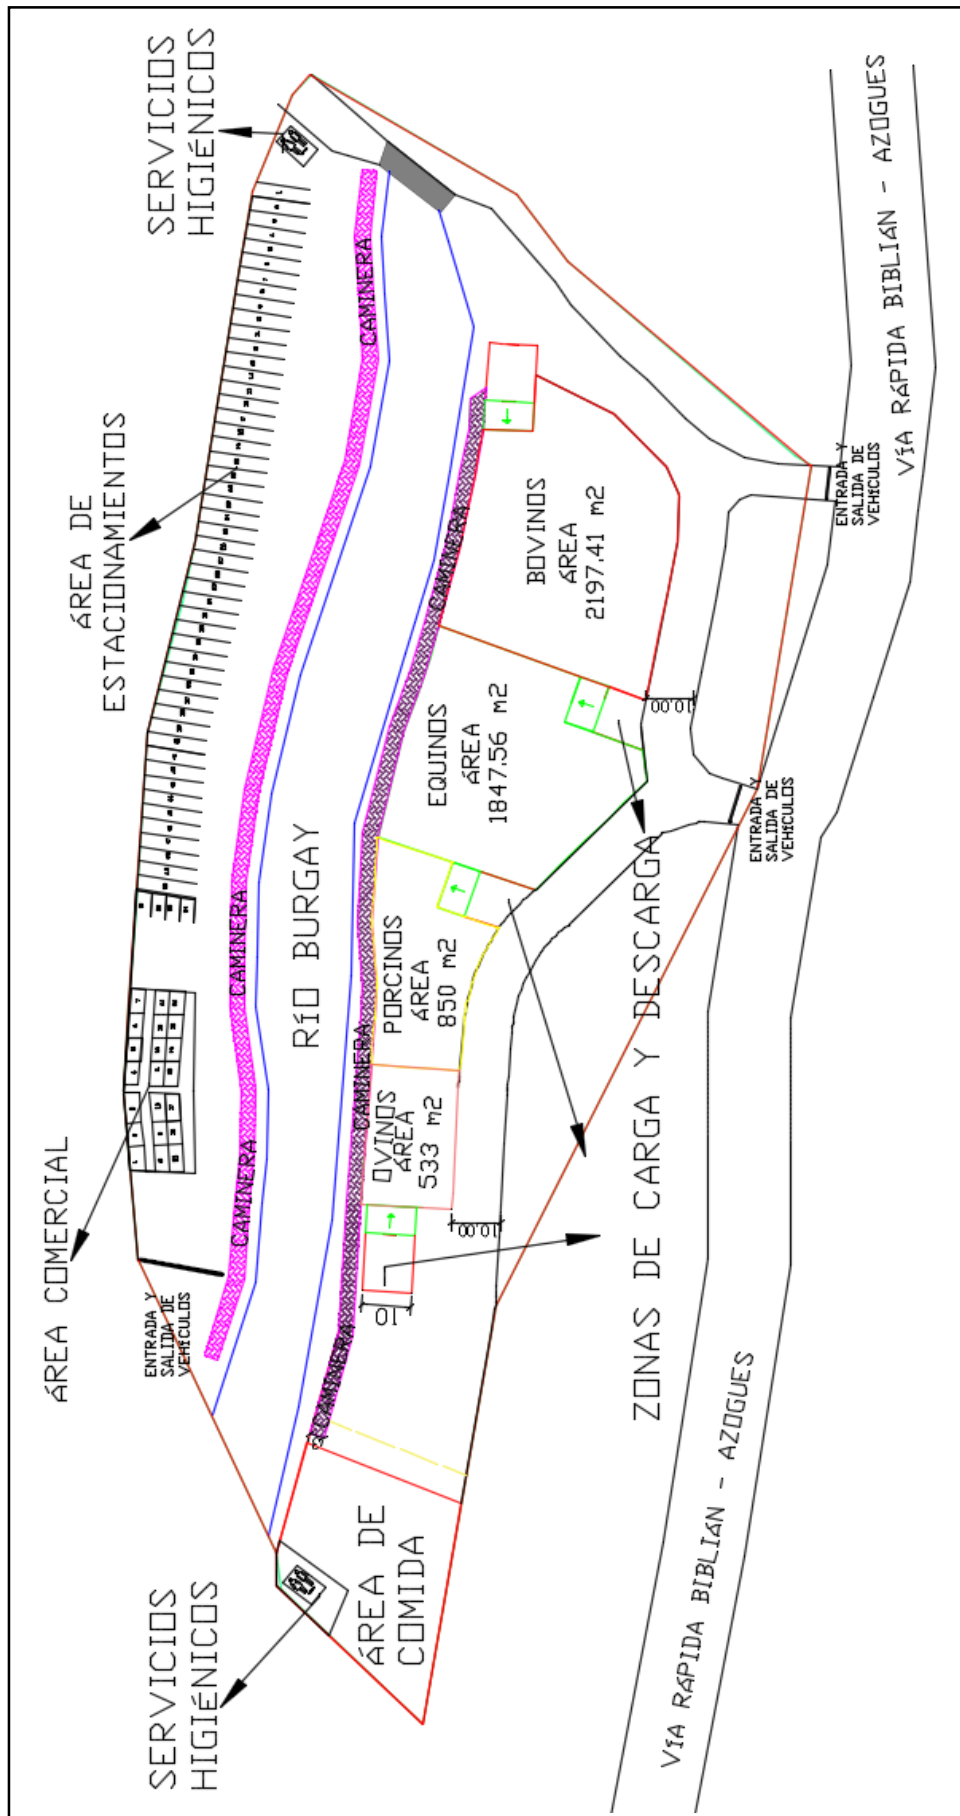 SERVICIOS
HIGIÉNICOS
ÁREA COMERCIAL
ÁREA DE
ESTACIONAMIENTOS
SERVICIOS
HIGIÉNICOS
ENTRADA Y
SALIDA DE
VEHÍCULOS
CAMINERA
CAMINERA
CAMINERA
RÍO BURGAY
CAMINERA
CAMINERA
CAMINERA
ÁREA DE
COMIDA
10
10.00
OVINOS
ÁREA
533 m2
PORCINOS
ÁREA
850 m2
EQUINOS
ÁREA
1847.56 m2
BOVINOS
ÁREA
2197.41 m2
10.00
ZONAS DE CARGA Y DESCARGA
ENTRADA Y
SALIDA DE
VEHÍCULOS
ENTRADA Y
SALIDA DE
VEHÍCULOS
VÍA RÁPIDA BIBLIÁN - AZOGUES
VÍA RÁPIDA BIBLIÁN - AZOGUES